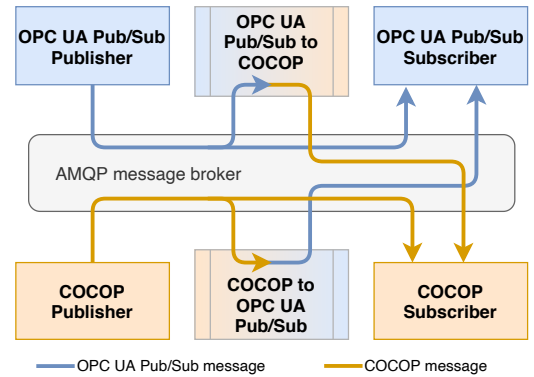 OPC UA Pub/Sub
Publisher
OPC UA
Pub/Sub to
COCOP
OPC UA Pub/Sub
Subscriber
AMQP message broker
COCOP
Publisher
COCOP to
OPC UA
Pub/Sub
COCOP
Subscriber
OPC UA Pub/Sub message
COCOP message